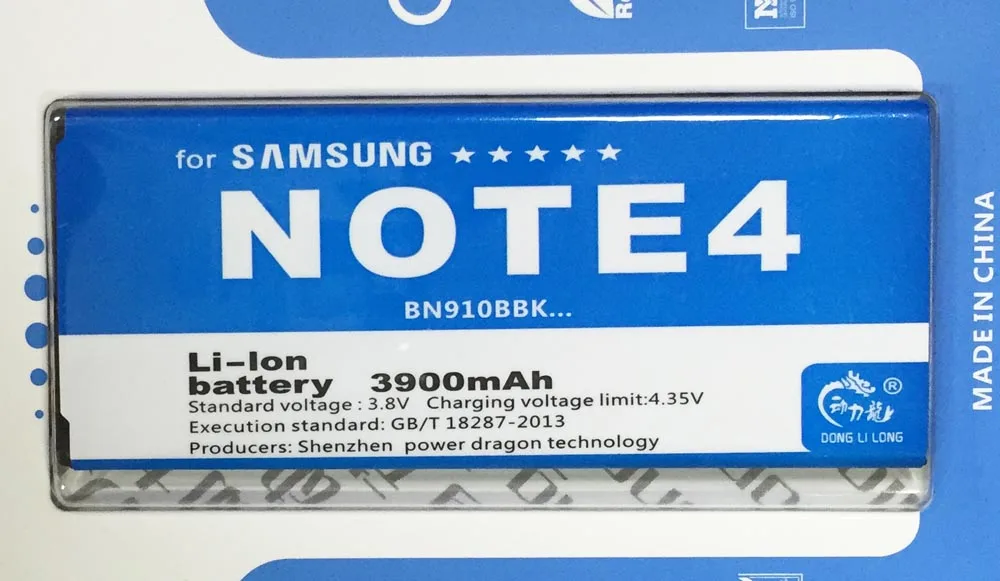 for SAMSUNG ★★★★★
NOTE4
BN910BBK...
Li-Ion
battery 3900mAh
Standard voltage : 3.8V Charging voltage limit:4.35V
Execution standard: GB/T 18287-2013
Producers: Shenzhen power dragon technology
动力龍 ®
DONG LI LONG
MADE IN CHINA